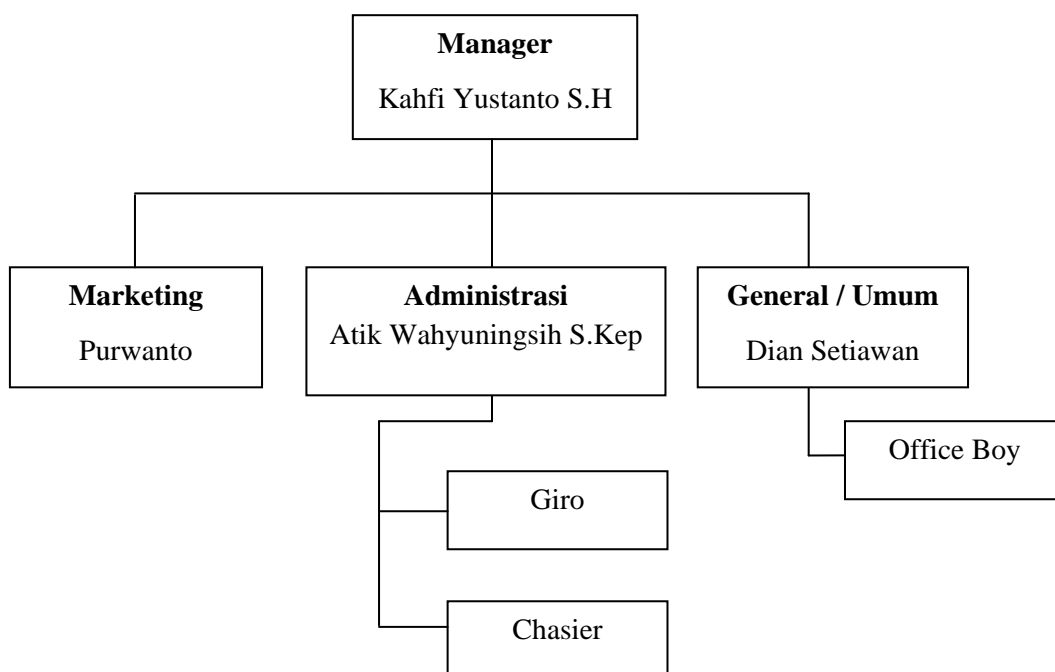 Manager
Kahfi Yustanto S.H
Marketing
Purwanto
Administrasi
Atik Wahyuningsih S.Kep
General / Umum
Dian Setiawan
Office Boy
Giro
Chasier